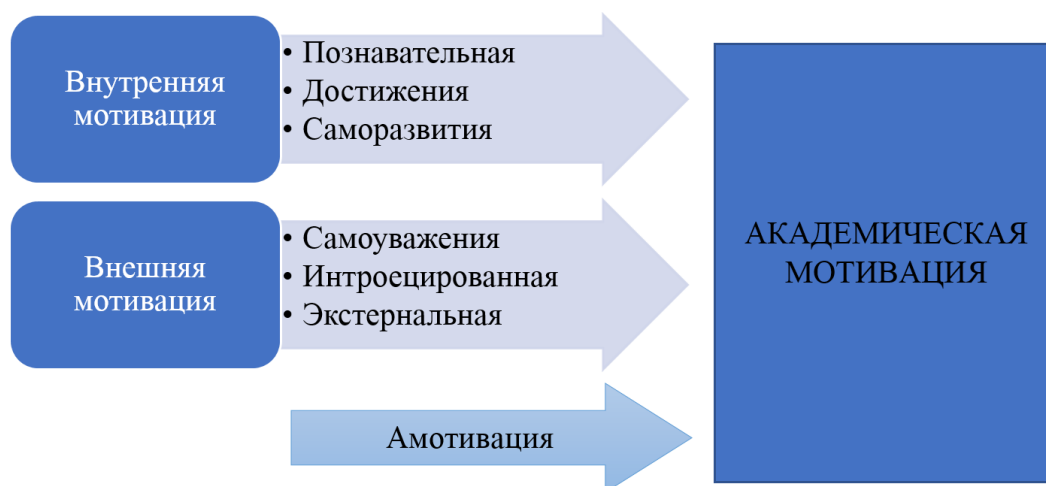 Внутренняя
мотивация
• Познавательная
• Достижения
• Саморазвития
Внешняя
мотивация
• Самоуважения
• Интроецированная
• Экстернальная
Амотивация
АКАДЕМИЧЕСКАЯ
МОТИВАЦИЯ